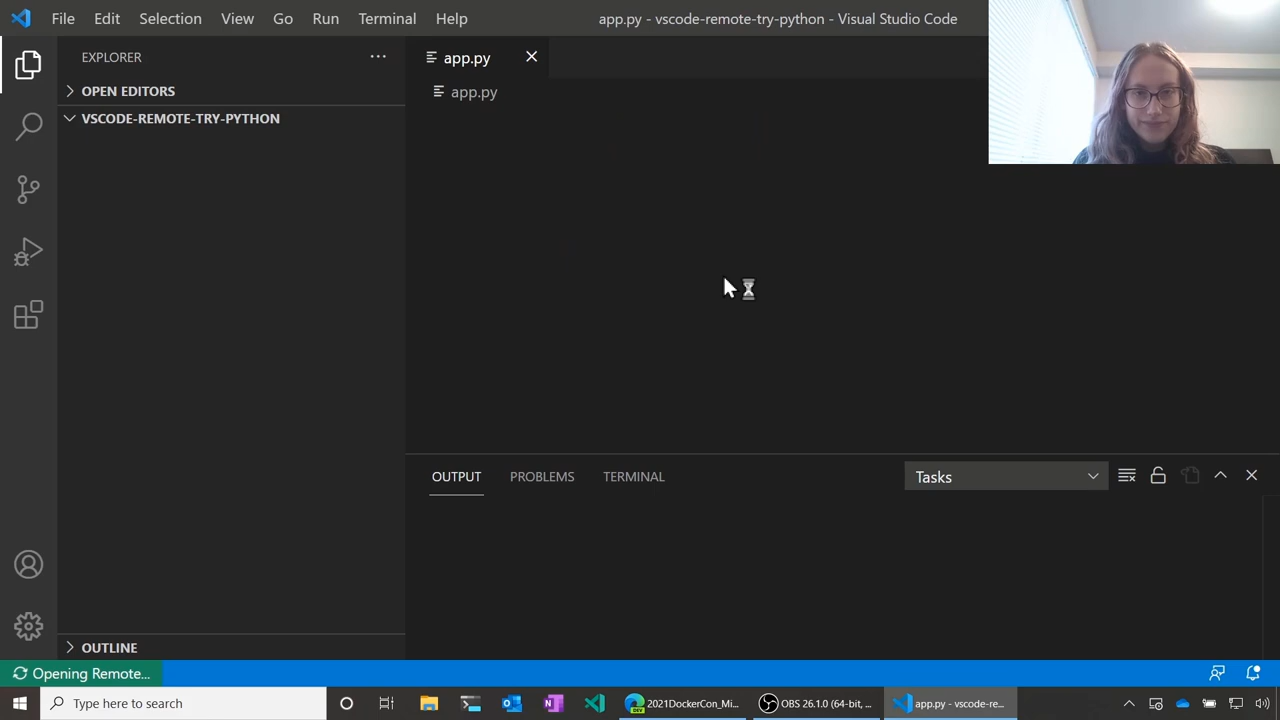 File Edit Selection View Go Run Terminal Help
app.py - vscode-remote-try-python - Visual Studio Code
EXPLORER
OPEN EDITORS
VSCODE-REMOTE-TRY-PYTHON
app.py
app.py
OUTPUT PROBLEMS TERMINAL
Tasks
OUTLINE
Opening Remote...
Type here to search
DEV
2021DockerCon_Mi...
OBS 26.1.0 (64-bit, ...
app.py - vscode-re...